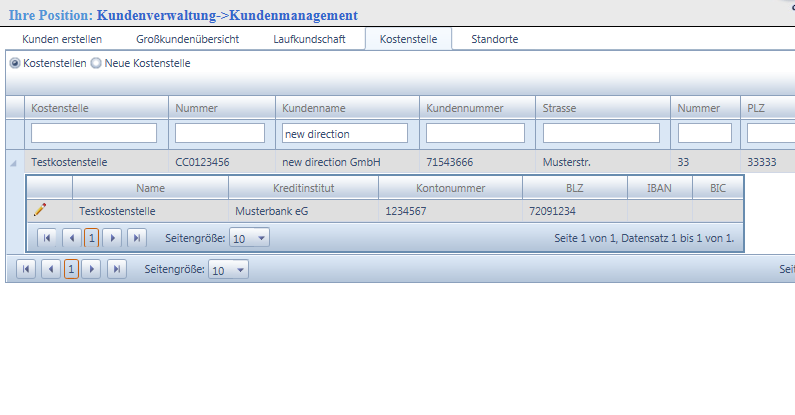 Ihre Position: Kundenverwaltung->Kundenmanagement
Kunden erstellen Großkundenübersicht Laufkundschaft Kostenstelle Standorte
Kostenstellen Neue Kostenstelle
Kostenstelle Nummer Kundenname Kundennummer Strasse Nummer PLZ
new direction
Testkostenstelle CC0123456 new direction GmbH 71543666 Musterstr. 33 33333
Name Kreditinstitut Kontonummer BLZ IBAN BIC
Testkostenstelle Musterbank eG 1234567 72091234
1 Seitengröße: 10 Seite 1 von 1, Datensatz 1 bis 1 von 1.
1 Seitengröße: 10